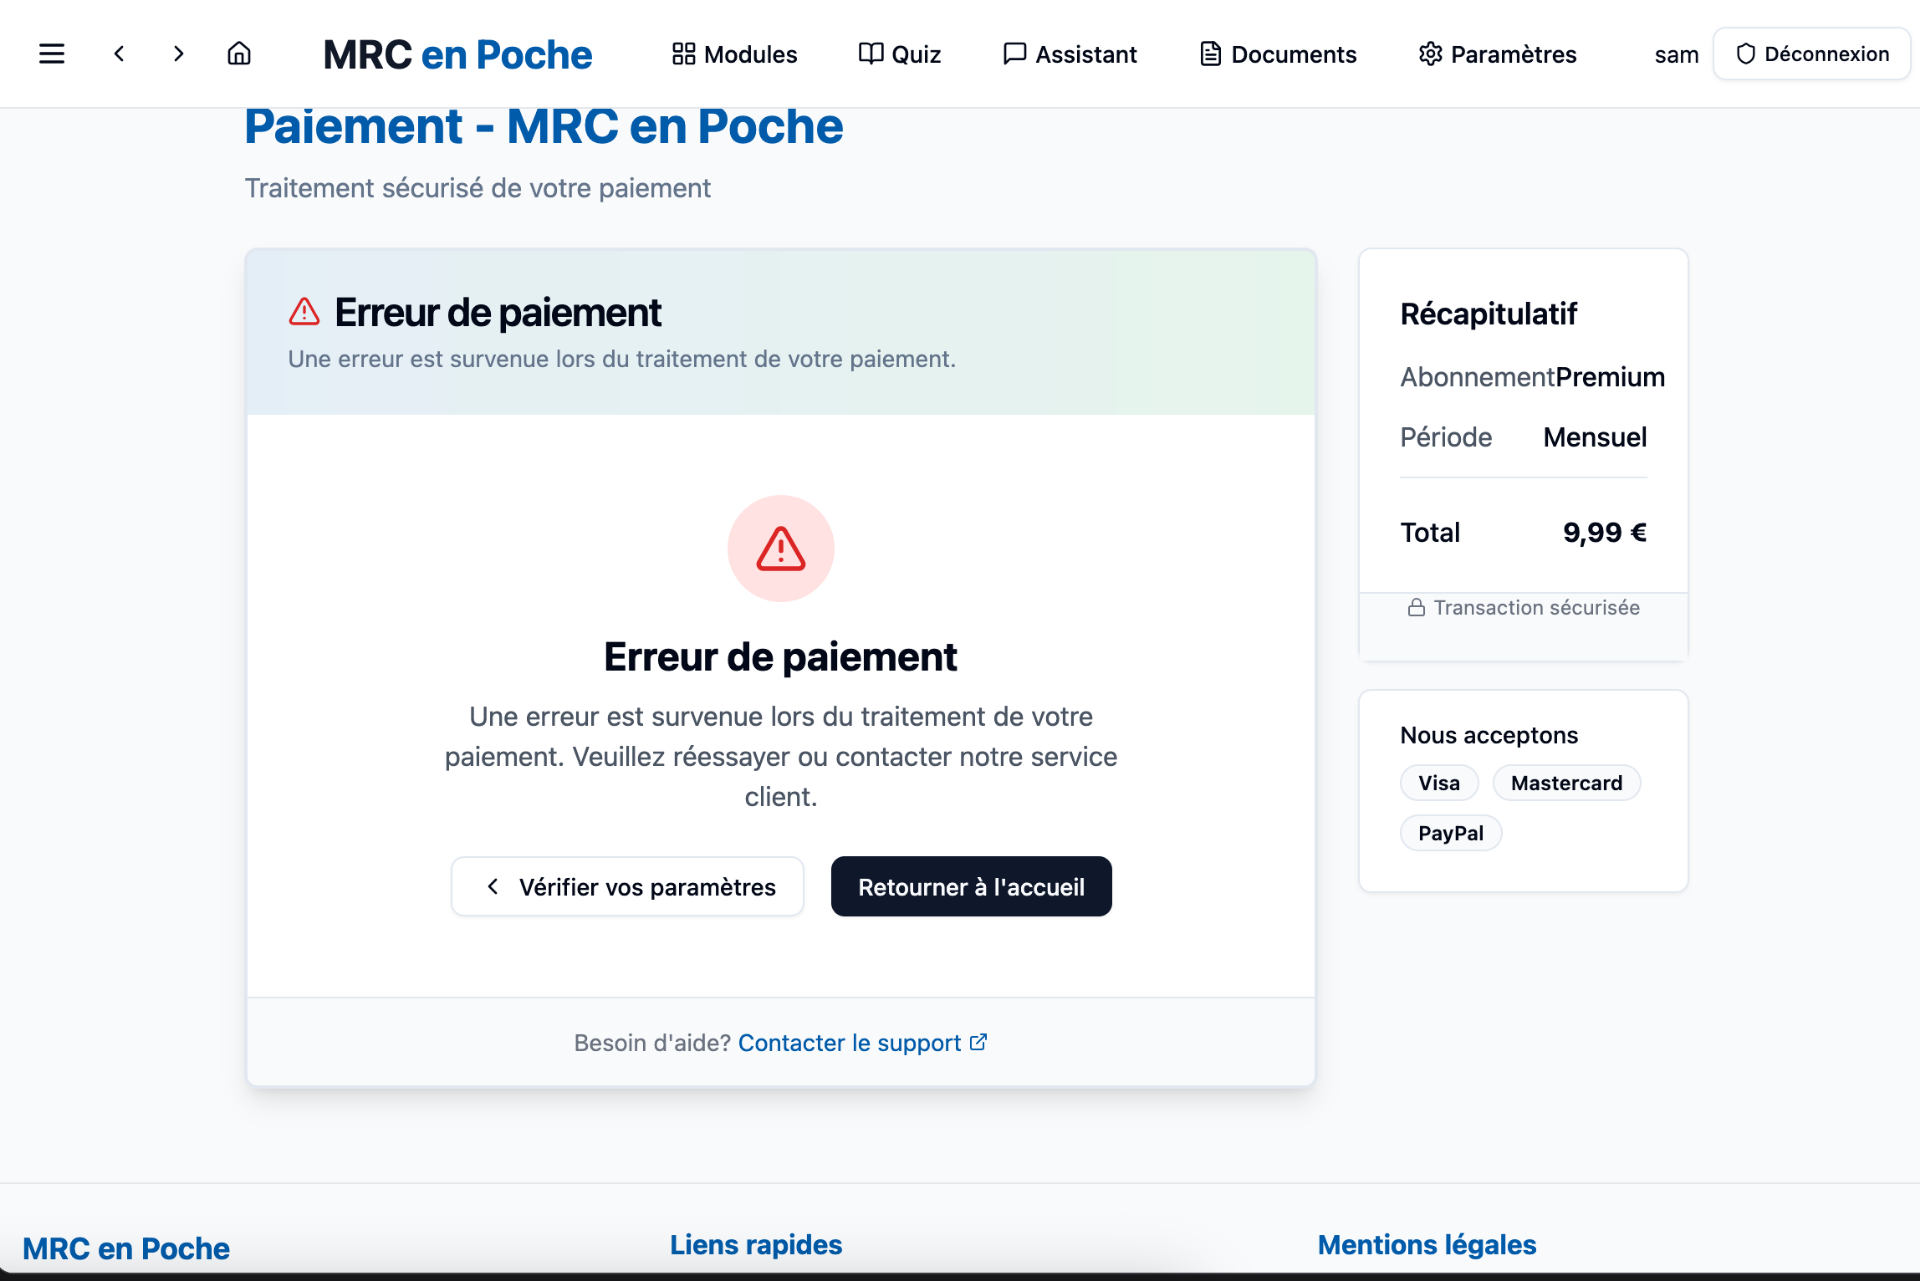 MRC en Poche
Modules
Quiz
Assistant
Documents
Paramètres
sam
Déconnexion
Paiement - MRC en Poche
Traitement sécurisé de votre paiement
Erreur de paiement
Une erreur est survenue lors du traitement de votre paiement.
Erreur de paiement
Une erreur est survenue lors du traitement de votre
paiement. Veuillez réessayer ou contacter notre service
client.
Vérifier vos paramètres
Retourner à l'accueil
Besoin d'aide? Contacter le support
Récapitulatif
Abonnement Premium
Période Mensuel
Total 9,99 €
Transaction sécurisée
Nous acceptons
Visa
Mastercard
PayPal
MRC en Poche
Liens rapides
Mentions légales